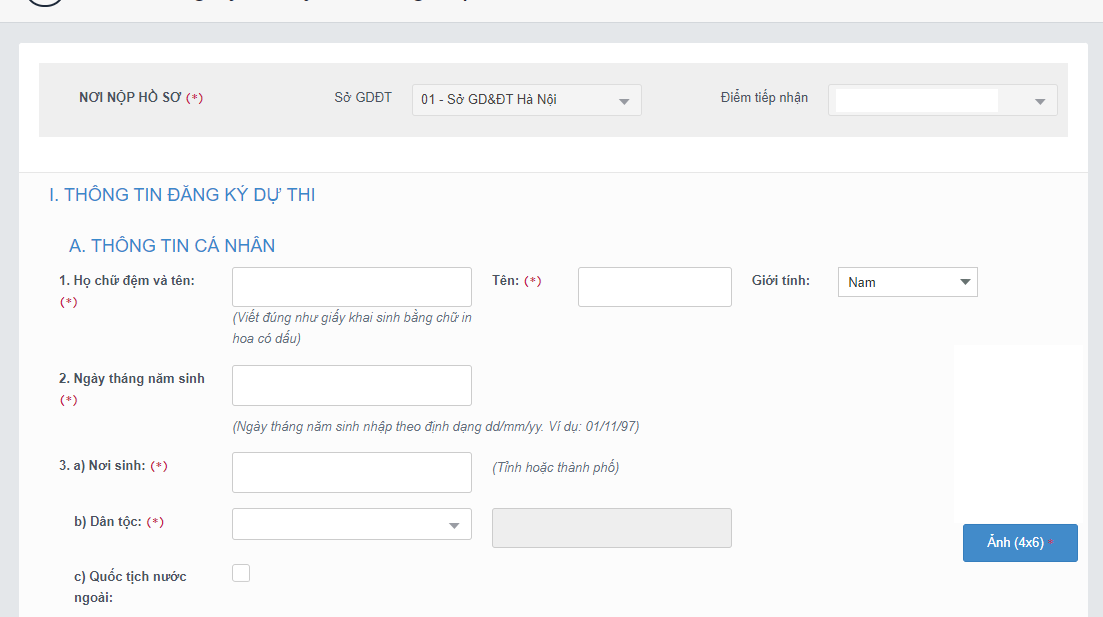 NƠI NỘP HỒ SƠ (*) Sở GDĐT 01 - Sở GD&ĐT Hà Nội Điểm tiếp nhận
I. THÔNG TIN ĐĂNG KÝ DỰ THI
A. THÔNG TIN CÁ NHÂN
1. Họ chữ đệm và tên: Tên: (*) Giới tính: Nam
(*)
(Viết đúng như giấy khai sinh bằng chữ in
hoa có dấu)
2. Ngày tháng năm sinh
(*)
(Ngày tháng năm sinh nhập theo định dạng dd/mm/yy. Ví dụ: 01/11/97)
3. a) Nơi sinh: (*) (Tỉnh hoặc thành phố)
b) Dân tộc: (*)
Ảnh (4x6) *
c) Quốc tịch nước
ngoài: